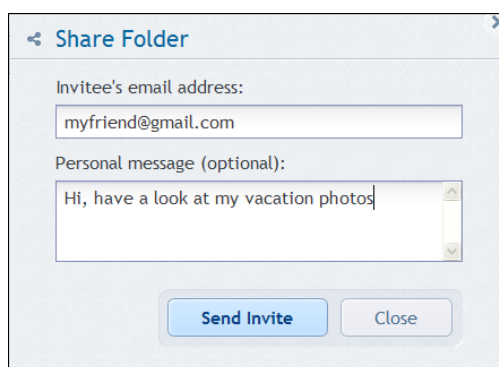 Share Folder
Invitee's email address:
myfriend@gmail.com
Personal message (optional):
Hi, have a look at my vacation photos
Send Invite
Close